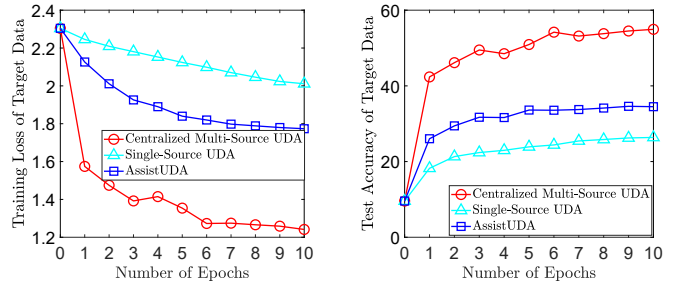 2.4
2.2
2
1.8
1.6
1.4
1.2
Training Loss of Target Data
Centralized Multi-Source UDA
Single-Source UDA
AssistUDA
0 1 2 3 4 5 6 7 8 9 10
Number of Epochs
60
40
20
0
Test Accuracy of Target Data
Centralized Multi-Source UDA
Single-Source UDA
AssistUDA
0 1 2 3 4 5 6 7 8 9 10
Number of Epochs